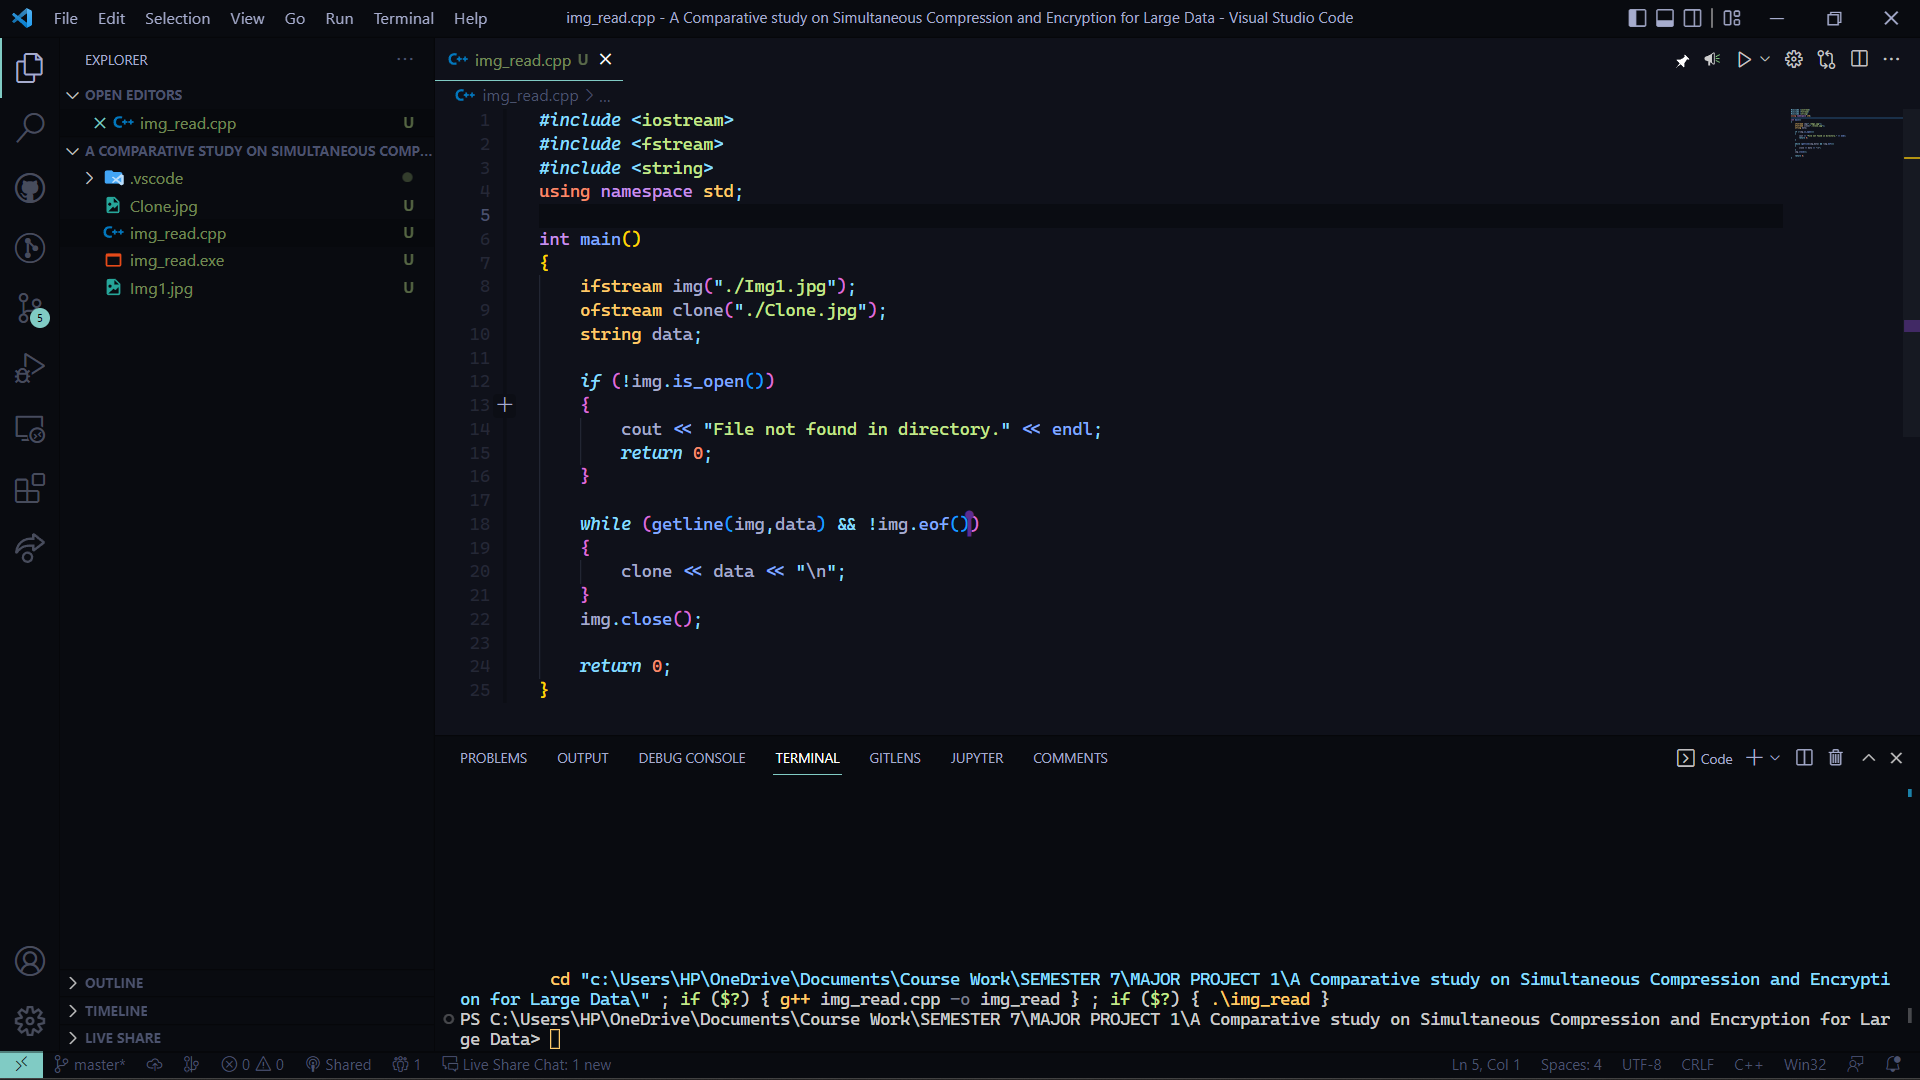 File Edit Selection View Go Run Terminal Help
img_read.cpp - A Comparative study on Simultaneous Compression and Encryption for Large Data - Visual Studio Code
EXPLORER
OPEN EDITORS
img_read.cpp U
A COMPARATIVE STUDY ON SIMULTANEOUS COMP...
.vscode
Clone.jpg U
img_read.cpp U
img_read.exe U
Img1.jpg U
5
OUTLINE
TIMELINE
LIVE SHARE
img_read.cpp U
img_read.cpp > ...
1 #include <iostream>
2 #include <fstream>
3 #include <string>
4 using namespace std;
5
6 int main()
7 {
8 ifstream img("./Img1.jpg");
9 ofstream clone("./Clone.jpg");
10 string data;
11
12 if (!img.is_open())
13 {
14 cout << "File not found in directory." << endl;
15 return 0;
16 }
17
18 while (getline(img,data) && !img.eof())
19 {
20 clone << data << "\n";
21 }
22 img.close();
23
24 return 0;
25 }
PROBLEMS OUTPUT DEBUG CONSOLE TERMINAL GITLENS JUPYTER COMMENTS
Code
cd "c:\Users\HP\OneDrive\Documents\Course Work\SEMESTER 7\MAJOR PROJECT 1\A Comparative study on Simultaneous Compression and Encrypti
on for Large Data\" ; if ($?) { g++ img_read.cpp -o img_read } ; if ($?) { .\img_read }
PS C:\Users\HP\OneDrive\Documents\Course Work\SEMESTER 7\MAJOR PROJECT 1\A Comparative study on Simultaneous Compression and Encryption for Lar
ge Data>
master* 0 0 Shared 1 Live Share Chat: 1 new
Ln 5, Col 1 Spaces: 4 UTF-8 CRLF C++ Win32